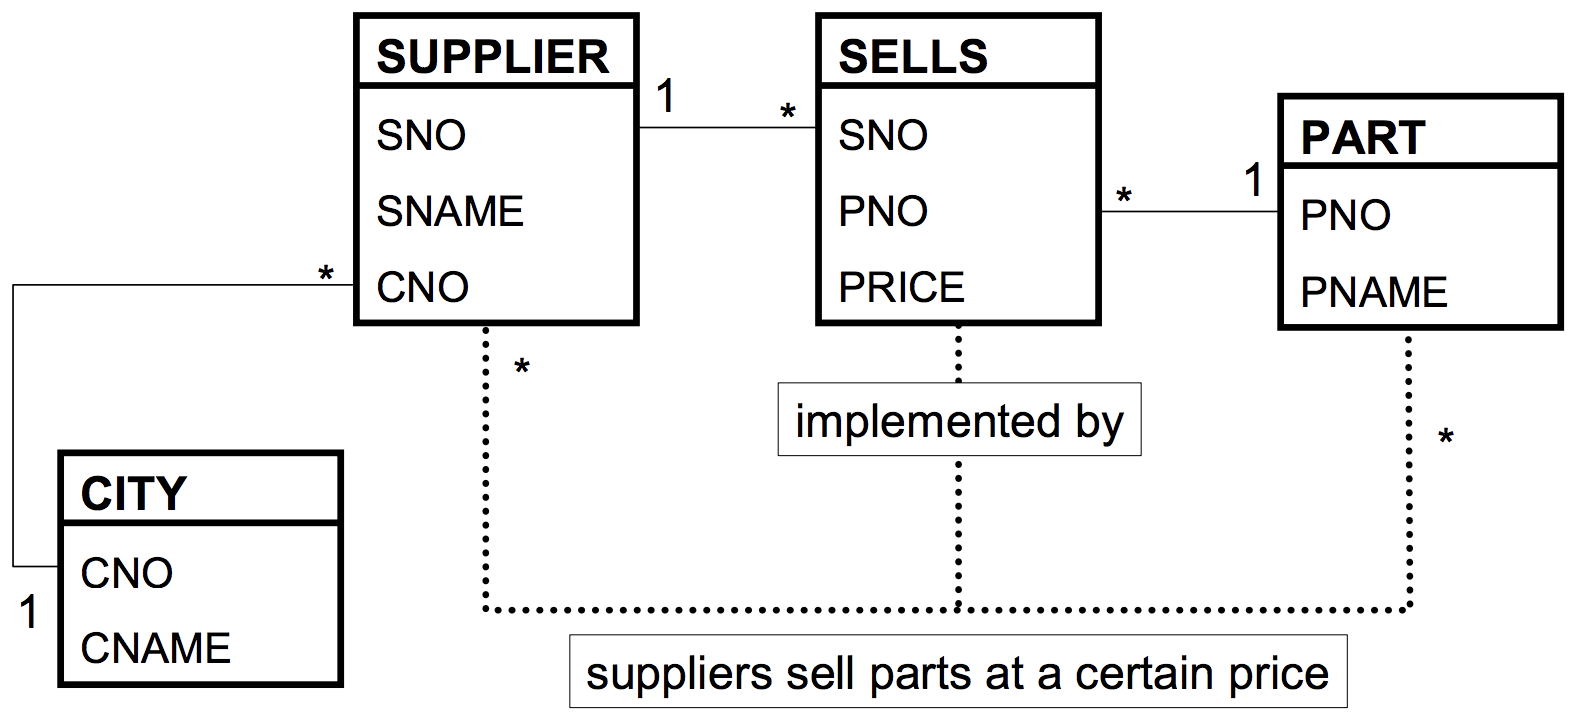 SUPPLIER
SNO
SNAME
CNO
1
*
SELLS
SNO
PNO
PRICE
*
1
PART
PNO
PNAME
*
1
CITY
CNO
CNAME
*
*
implemented by
suppliers sell parts at a certain price